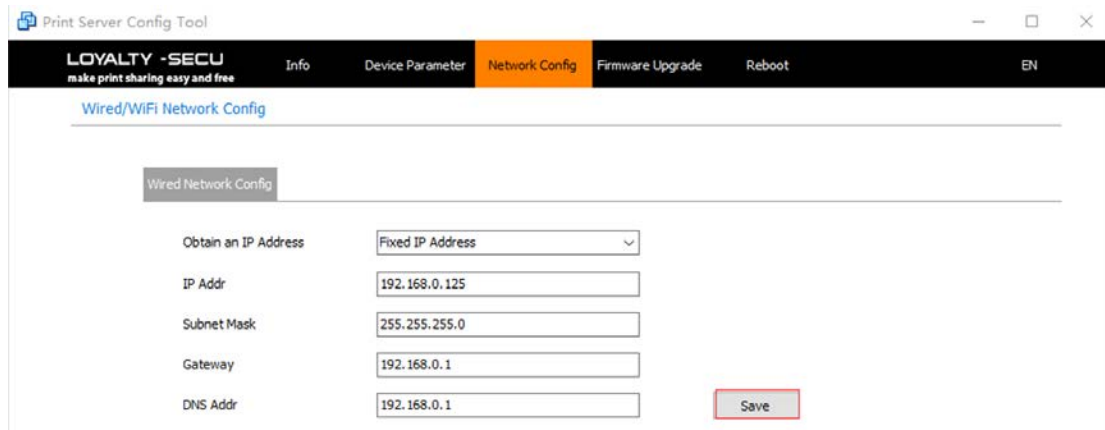 Print Server Config Tool
LOYALTY -SECU
make print sharing easy and free
Info Device Parameter Network Config Firmware Upgrade Reboot EN
Wired/WiFi Network Config
Wired Network Config
Obtain an IP Address Fixed IP Address
IP Addr 192.168.0.125
Subnet Mask 255.255.255.0
Gateway 192.168.0.1
DNS Addr 192.168.0.1 Save